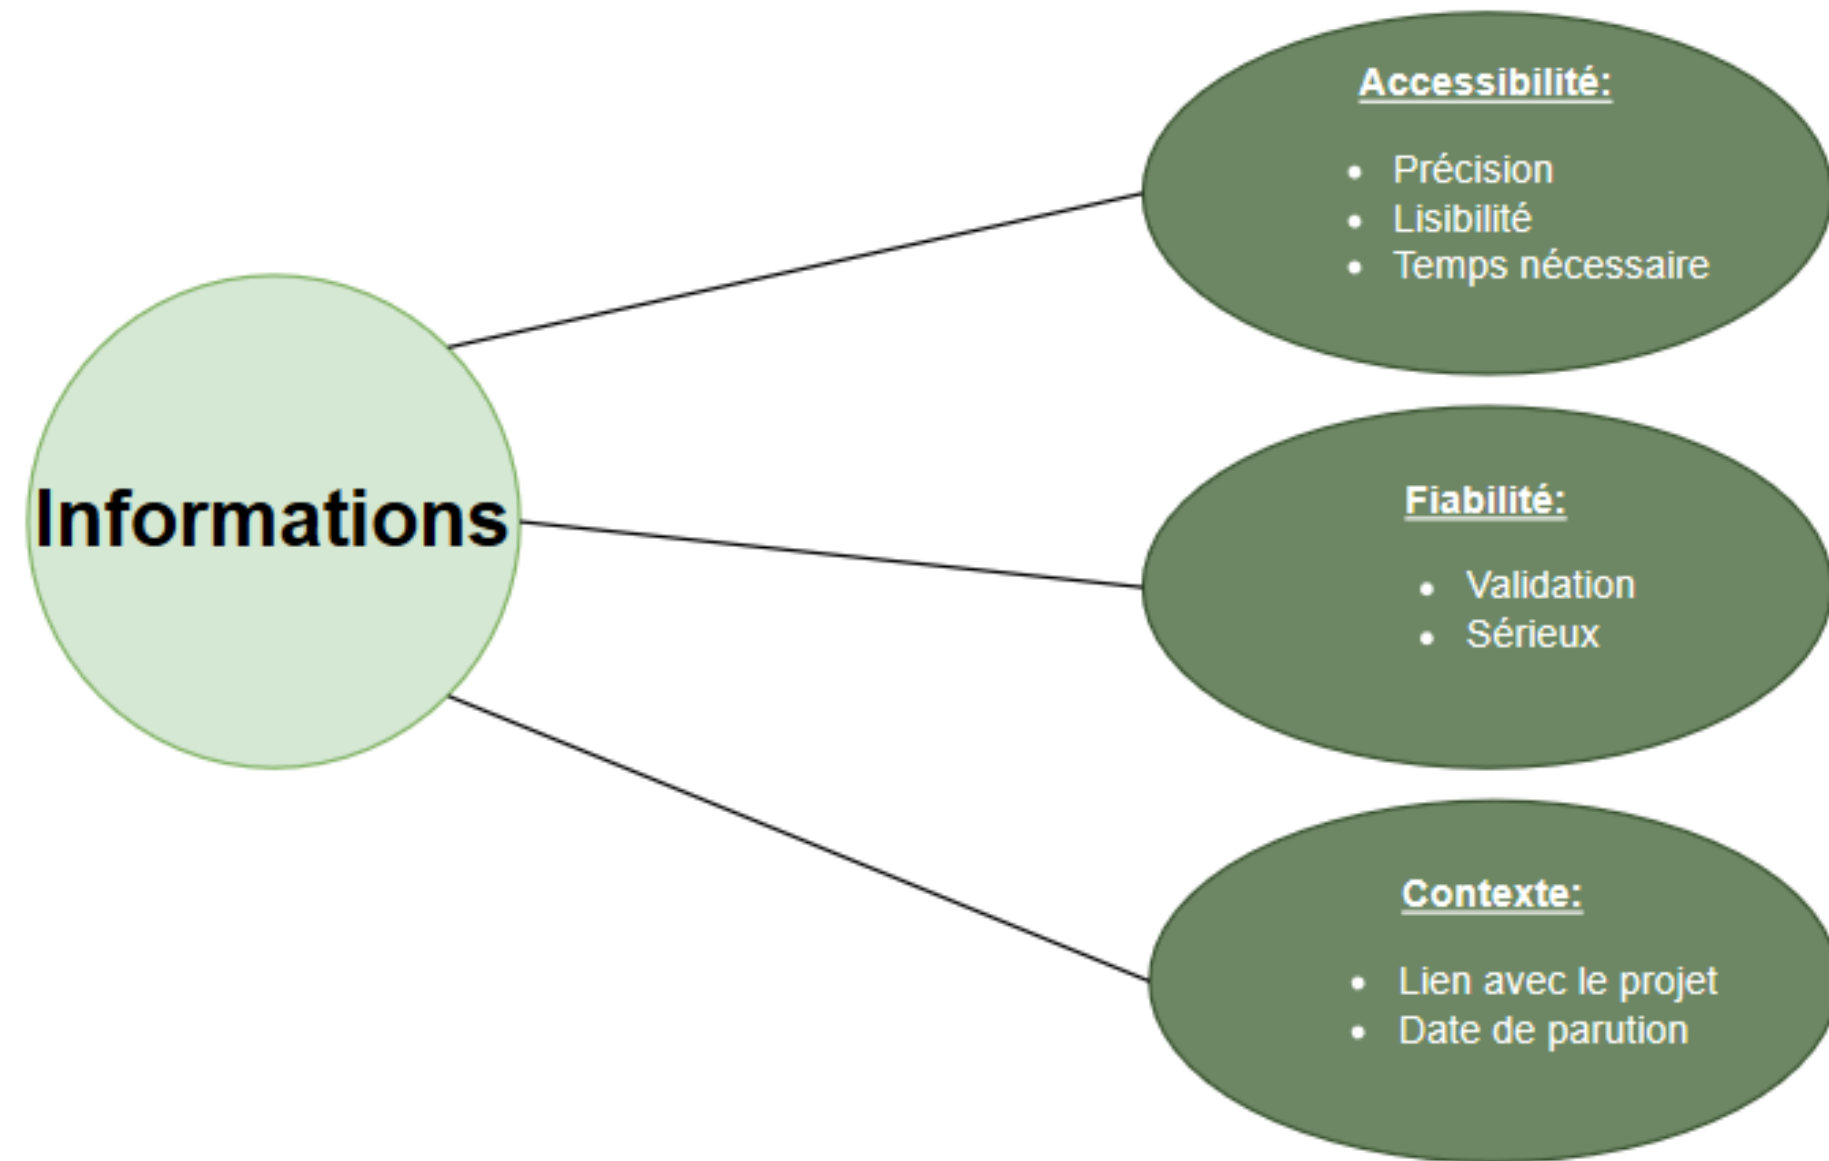 Informations
Accessibilité:
• Précision
• Lisibilité
• Temps nécessaire
Fiabilité:
• Validation
• Sérieux
Contexte:
• Lien avec le projet
• Date de parution